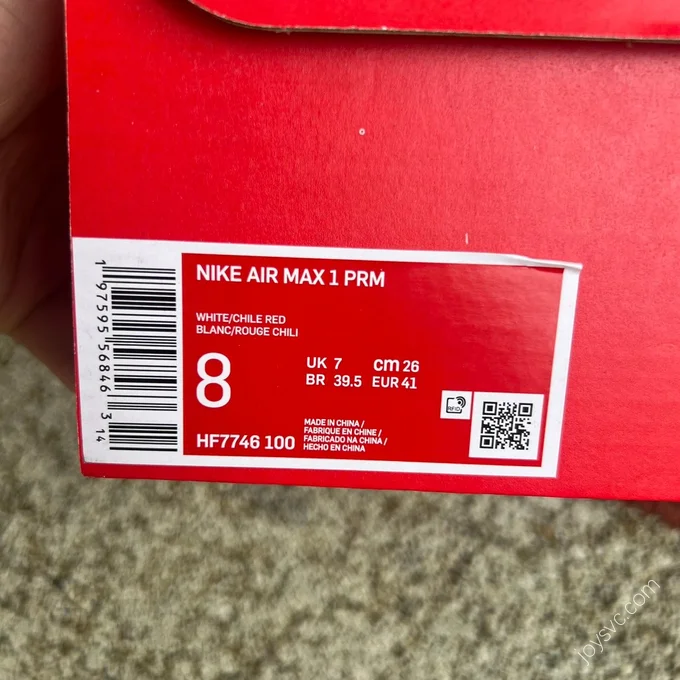 NIKE AIR MAX 1 PRM
WHITE/CHILE RED
BLANC/ROUGE CHILI
8
UK 7 cm 26
BR 39.5 EUR 41
HF7746 100
MADE IN CHINA /
FABRIQUE EN CHINE /
FABRICADO NA CHINA /
HECHO EN CHINA
RFID
1 97595 56846 3 14
joysvc.com